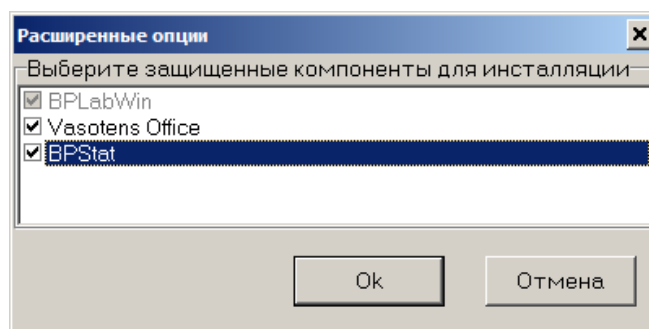 Расширенные опции
Выберите защищенные компоненты для инсталляции
BPLabWin
Vasotens Office
BPStat
Ok
Отмена